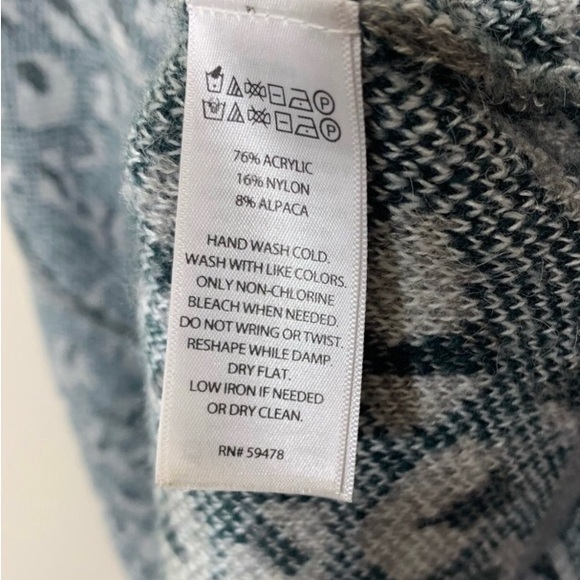 76% ACRYLIC
16% NYLON
8% ALPACA
HAND WASH COLD.
WASH WITH LIKE COLORS.
ONLY NON-CHLORINE
BLEACH WHEN NEEDED.
DO NOT WRING OR TWIST.
RESHAPE WHILE DAMP.
DRY FLAT.
LOW IRON IF NEEDED
OR DRY CLEAN.
RN# 59478